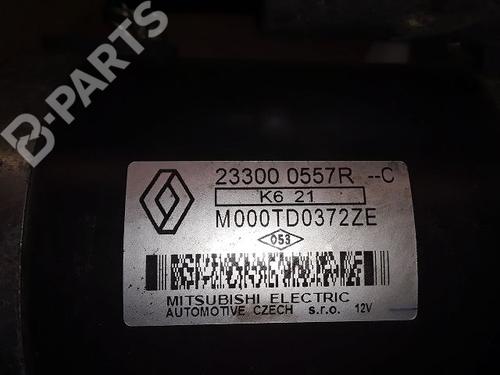 B-PARTS
23300 0557R --C
K6 21
M000TD0372ZE
053
MITSUBISHI ELECTRIC
AUTOMOTIVE CZECH s.r.o. 12V